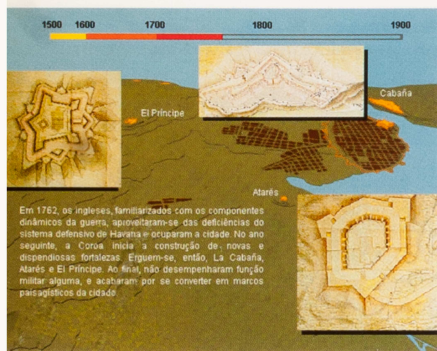 1500 1600 1700 1800 1900
Cabaña
El Príncipe
Atarés
Em 1762, os ingleses, familiarizados com os componentes
dinâmicos da guerra, aproveitaram-se das deficiências do
sistema defensivo de Havana e ocuparam a cidade. No ano
seguinte, a Coroa inicia a construção de novas e
dispendiosas fortalezas. Erguem-se, então, La Cabaña,
Atarés e El Príncipe. Ao final, não desempenharam função
militar alguma, e acabaram por se converter em marcos
paisagísticos da cidade